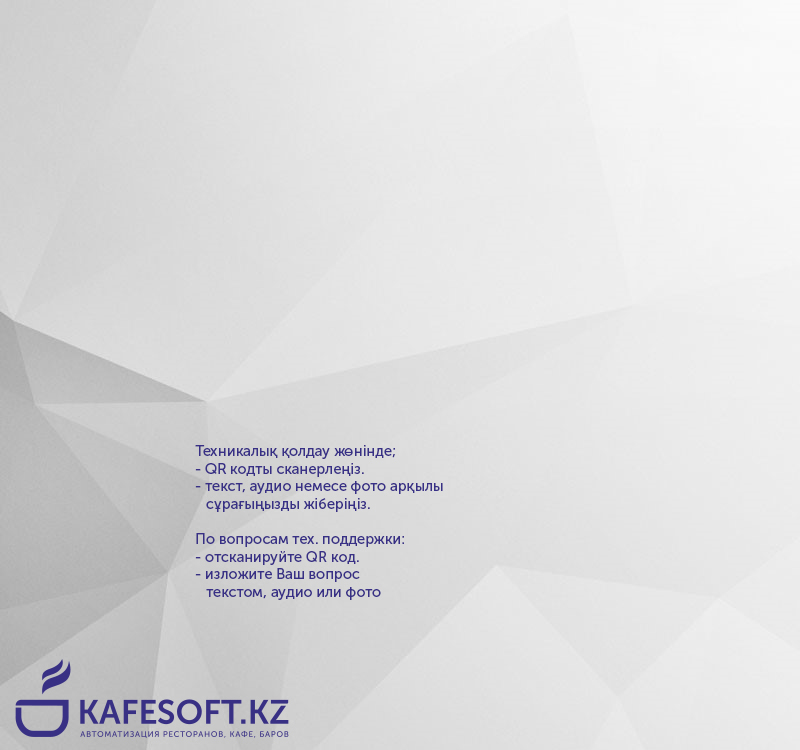 Техникалық қолдау жөнінде;
- QR кодты сканерлеңіз.
- текст, аудио немесе фото арқылы
сұрағыңызды жіберіңіз.
По вопросам тех. поддержки:
- отсканируйте QR код.
- изложите Ваш вопрос
текстом, аудио или фото
KAFESOFT.KZ
АВТОМАТИЗАЦИЯ РЕСТОРАНОВ, КАФЕ, БАРОВ